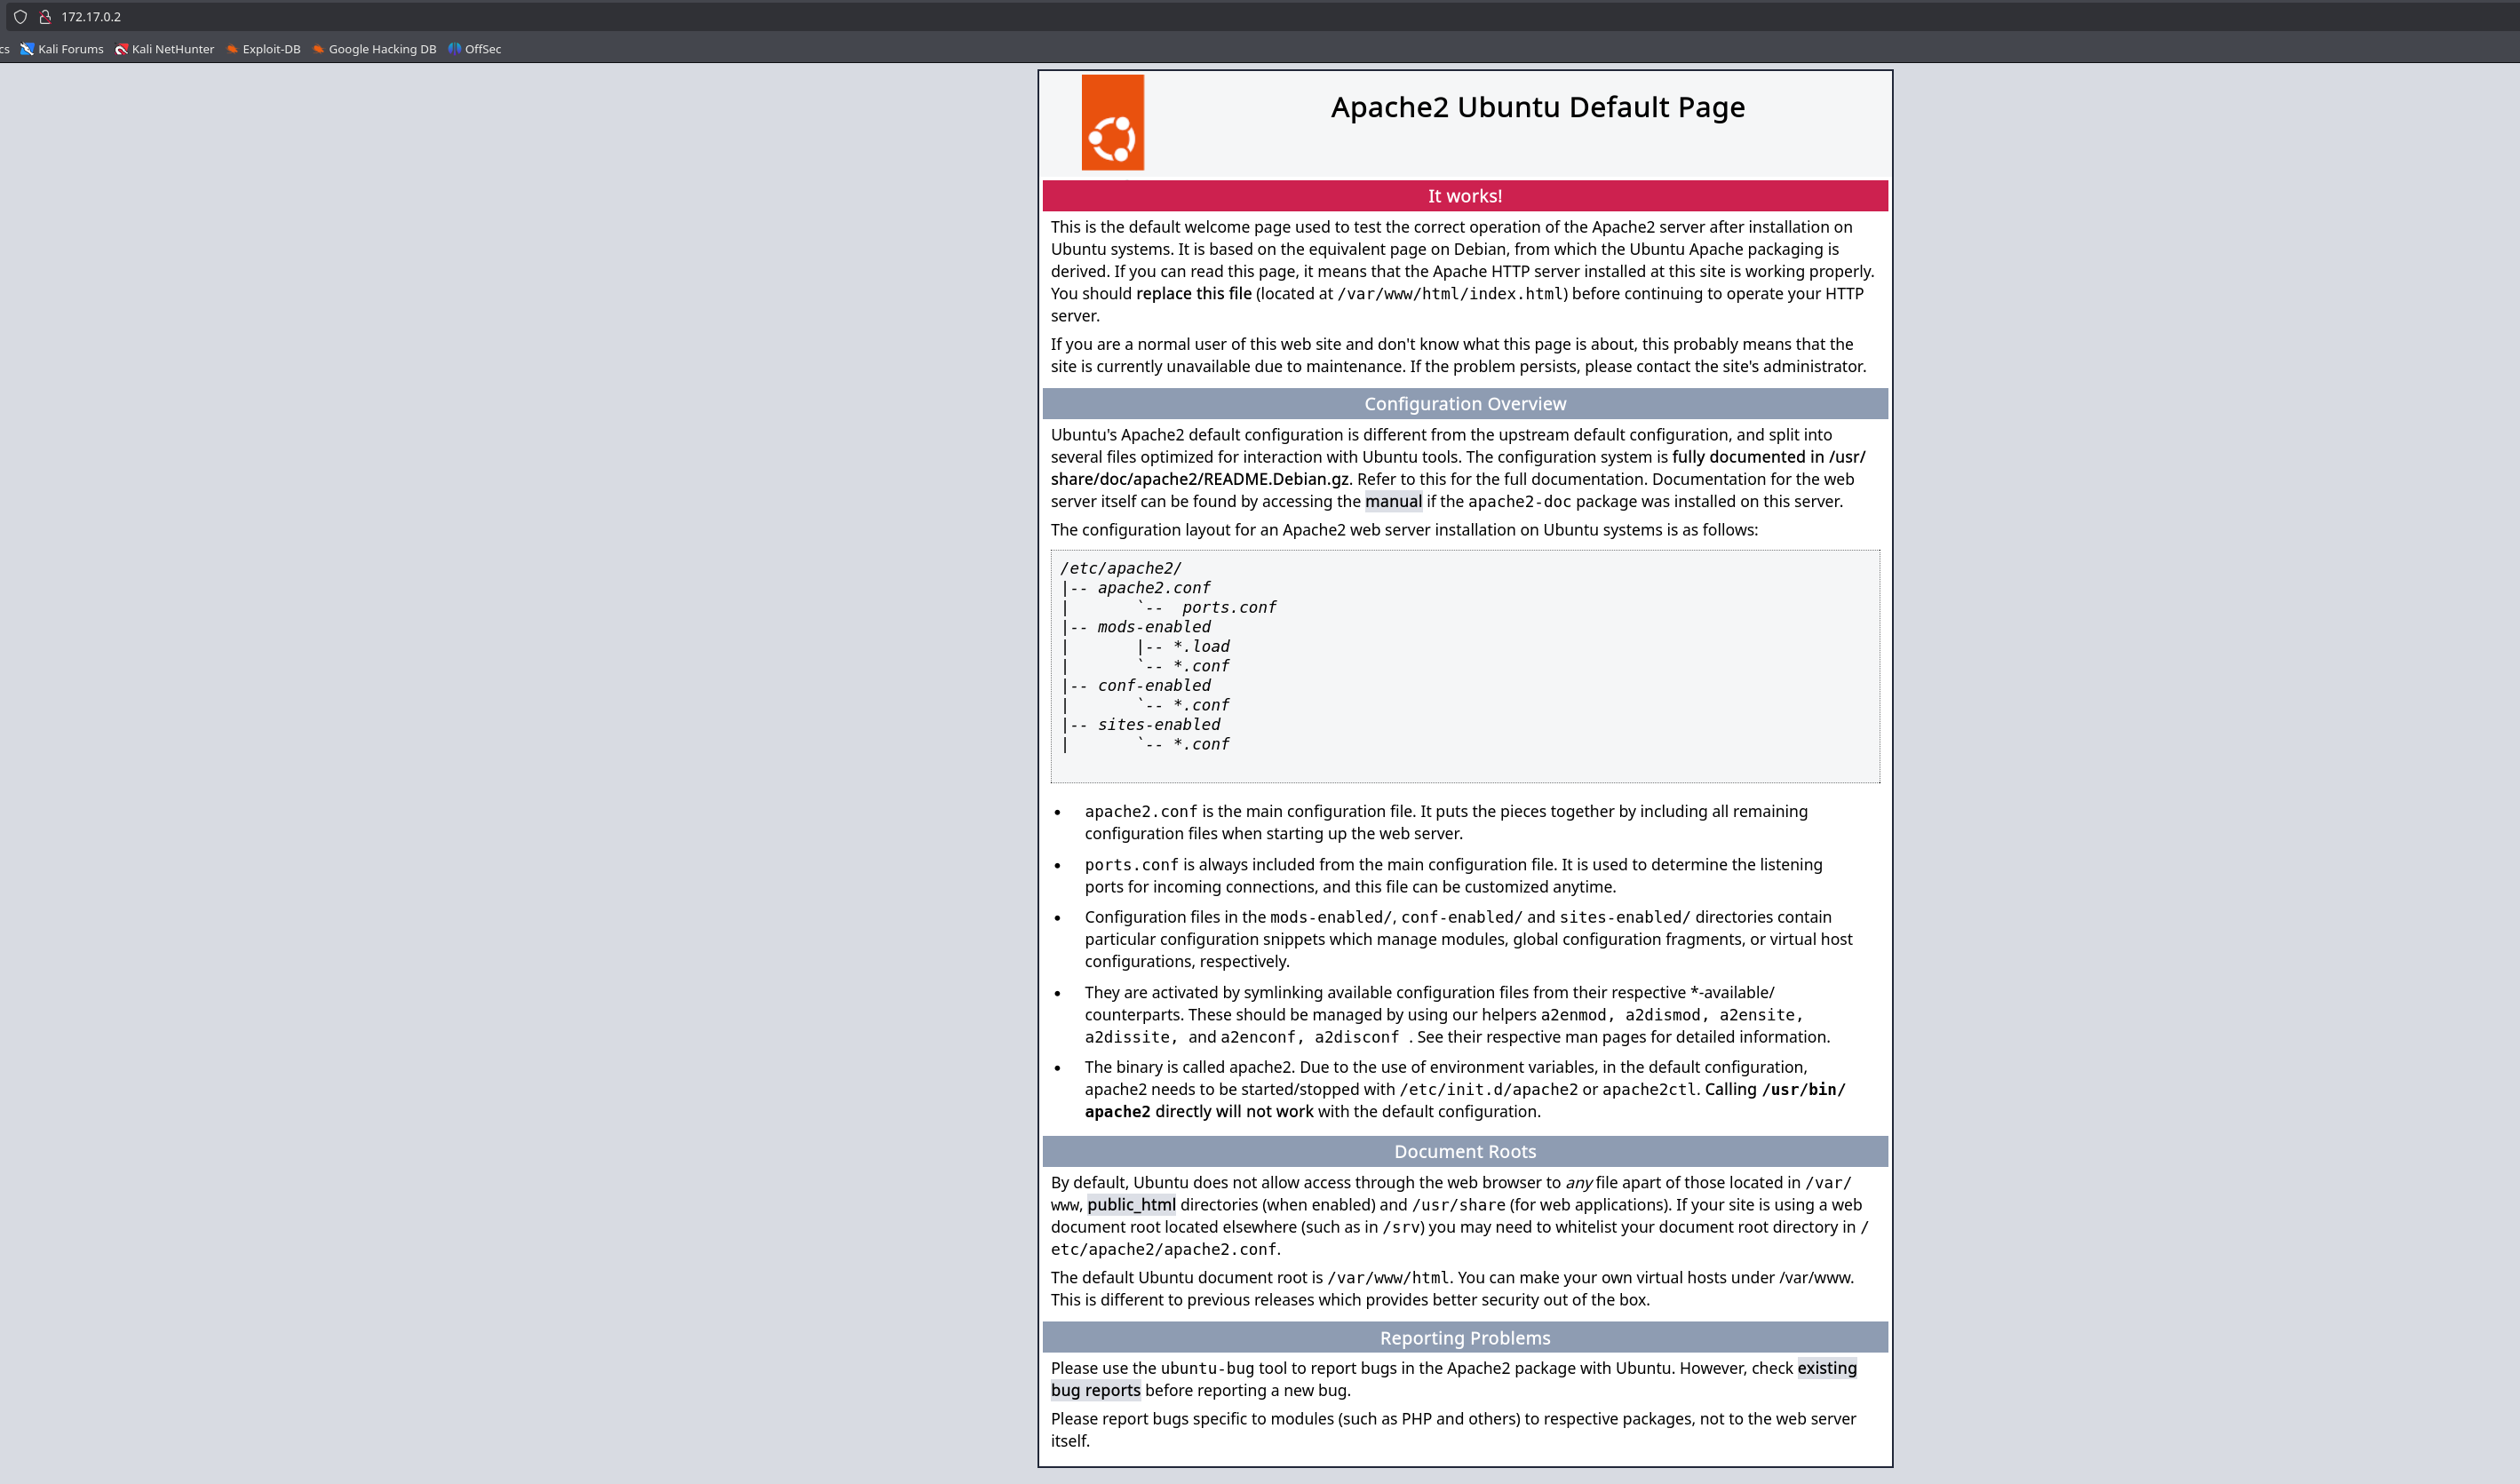 172.17.0.2
cs Kali Forums Kali NetHunter Exploit-DB Google Hacking DB OffSec
Apache2 Ubuntu Default Page
It works!
This is the default welcome page used to test the correct operation of the Apache2 server after installation on
Ubuntu systems. It is based on the equivalent page on Debian, from which the Ubuntu Apache packaging is
derived. If you can read this page, it means that the Apache HTTP server installed at this site is working properly.
You should replace this file (located at /var/www/html/index.html) before continuing to operate your HTTP
server.
If you are a normal user of this web site and don't know what this page is about, this probably means that the
site is currently unavailable due to maintenance. If the problem persists, please contact the site's administrator.
Configuration Overview
Ubuntu's Apache2 default configuration is different from the upstream default configuration, and split into
several files optimized for interaction with Ubuntu tools. The configuration system is fully documented in /usr/
share/doc/apache2/README.Debian.gz. Refer to this for the full documentation. Documentation for the web
server itself can be found by accessing the manual if the apache2-doc package was installed on this server.
The configuration layout for an Apache2 web server installation on Ubuntu systems is as follows:
/etc/apache2/
|-- apache2.conf
|       `--  ports.conf
|-- mods-enabled
|       |-- *.load
|       `-- *.conf
|-- conf-enabled
|       `-- *.conf
|-- sites-enabled
|       `-- *.conf
• apache2.conf is the main configuration file. It puts the pieces together by including all remaining
configuration files when starting up the web server.
• ports.conf is always included from the main configuration file. It is used to determine the listening
ports for incoming connections, and this file can be customized anytime.
• Configuration files in the mods-enabled/, conf-enabled/ and sites-enabled/ directories contain
particular configuration snippets which manage modules, global configuration fragments, or virtual host
configurations, respectively.
• They are activated by symlinking available configuration files from their respective *-available/
counterparts. These should be managed by using our helpers a2enmod, a2dismod, a2ensite,
a2dissite, and a2enconf, a2disconf . See their respective man pages for detailed information.
• The binary is called apache2. Due to the use of environment variables, in the default configuration,
apache2 needs to be started/stopped with /etc/init.d/apache2 or apache2ctl. Calling /usr/bin/
apache2 directly will not work with the default configuration.
Document Roots
By default, Ubuntu does not allow access through the web browser to any file apart of those located in /var/
www, public_html directories (when enabled) and /usr/share (for web applications). If your site is using a web
document root located elsewhere (such as in /srv) you may need to whitelist your document root directory in /
etc/apache2/apache2.conf.
The default Ubuntu document root is /var/www/html. You can make your own virtual hosts under /var/www.
This is different to previous releases which provides better security out of the box.
Reporting Problems
Please use the ubuntu-bug tool to report bugs in the Apache2 package with Ubuntu. However, check existing
bug reports before reporting a new bug.
Please report bugs specific to modules (such as PHP and others) to respective packages, not to the web server
itself.